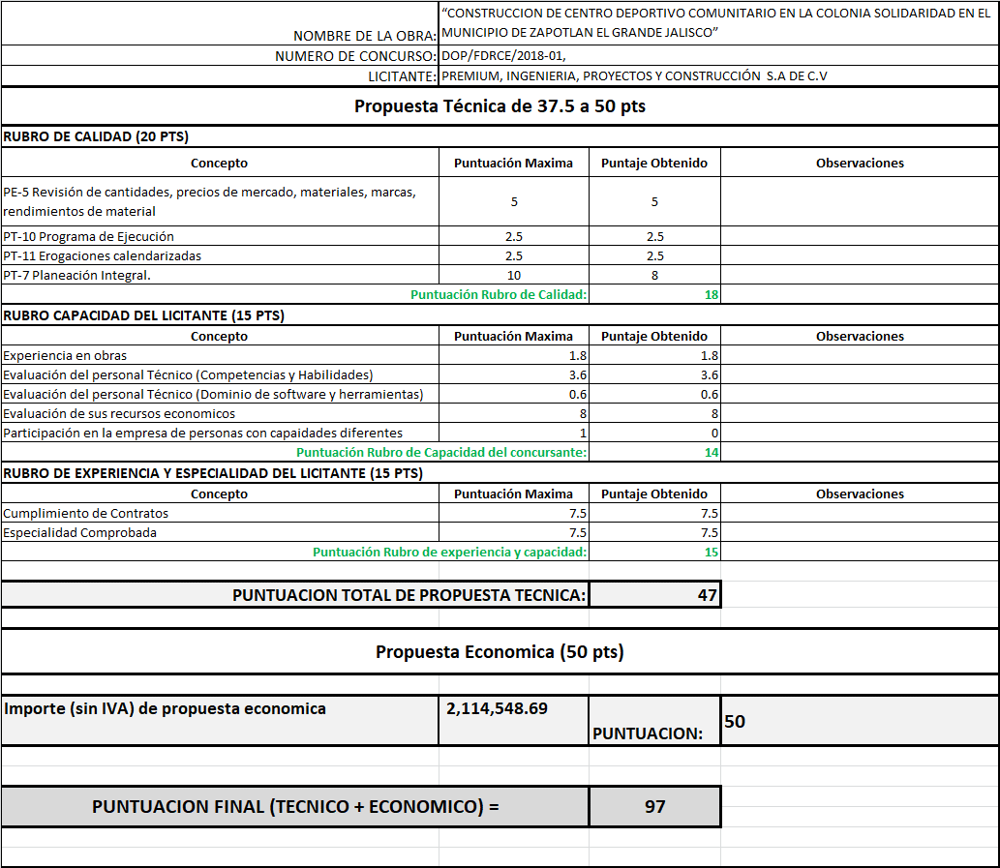 NOMBRE DE LA OBRA: “CONSTRUCCION DE CENTRO DEPORTIVO COMUNITARIO EN LA COLONIA SOLIDARIDAD EN EL
MUNICIPIO DE ZAPOTLAN EL GRANDE JALISCO”
NUMERO DE CONCURSO: DOP/FDRCE/2018-01,
LICITANTE: PREMIUM, INGENIERIA, PROYECTOS Y CONSTRUCCIÓN S.A DE C.V
Propuesta Técnica de 37.5 a 50 pts
RUBRO DE CALIDAD (20 PTS)
Concepto Puntuación Maxima Puntaje Obtenido Observaciones
PE-5 Revisión de cantidades, precios de mercado, materiales, marcas,
rendimientos de material 5 5
PT-10 Programa de Ejecución 2.5 2.5
PT-11 Erogaciones calendarizadas 2.5 2.5
PT-7 Planeación Integral. 10 8
Puntuación Rubro de Calidad: 18
RUBRO CAPACIDAD DEL LICITANTE (15 PTS)
Concepto Puntuación Maxima Puntaje Obtenido Observaciones
Experiencia en obras 1.8 1.8
Evaluación del personal Técnico (Competencias y Habilidades) 3.6 3.6
Evaluación del personal Técnico (Dominio de software y herramientas) 0.6 0.6
Evaluación de sus recursos economicos 8 8
Participación en la empresa de personas con capaidades diferentes 1 0
Puntuación Rubro de Capacidad del concursante: 14
RUBRO DE EXPERIENCIA Y ESPECIALIDAD DEL LICITANTE (15 PTS)
Concepto Puntuación Maxima Puntaje Obtenido Observaciones
Cumplimiento de Contratos 7.5 7.5
Especialidad Comprobada 7.5 7.5
Puntuación Rubro de experiencia y capacidad: 15
PUNTUACION TOTAL DE PROPUESTA TECNICA: 47
Propuesta Economica (50 pts)
Importe (sin IVA) de propuesta economica 2,114,548.69 PUNTUACION: 50
PUNTUACION FINAL (TECNICO + ECONOMICO) = 97